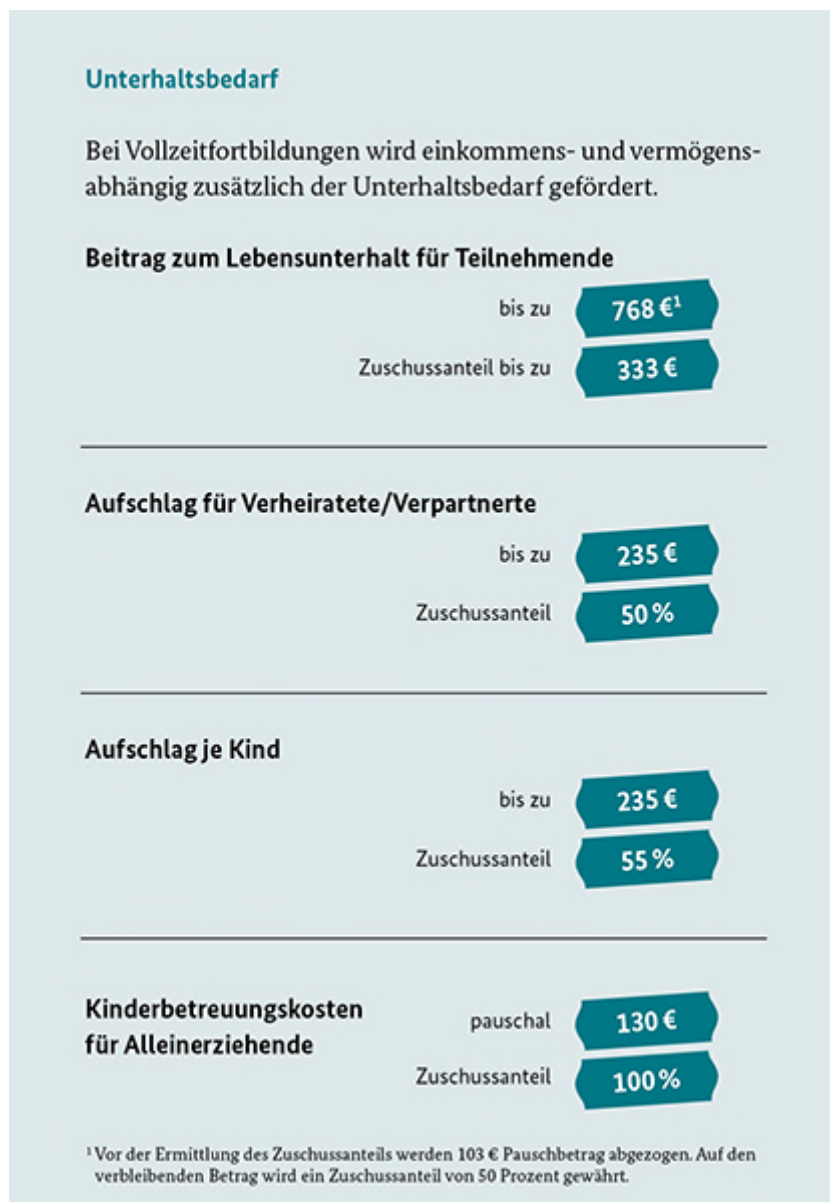 Unterhaltsbedarf
Bei Vollzeitfortbildungen wird einkommens- und vermögens-
abhängig zusätzlich der Unterhaltsbedarf gefördert.
Beitrag zum Lebensunterhalt für Teilnehmende
bis zu 768 €¹
Zuschussanteil bis zu 333 €
Aufschlag für Verheiratete/Verpartnerte
bis zu 235 €
Zuschussanteil 50 %
Aufschlag je Kind
bis zu 235 €
Zuschussanteil 55 %
Kinderbetreuungskosten
für Alleinerziehende
pauschal 130 €
Zuschussanteil 100 %
¹ Vor der Ermittlung des Zuschussanteils werden 103 € Pauschbetrag abgezogen. Auf den
verbleibenden Betrag wird ein Zuschussanteil von 50 Prozent gewährt.